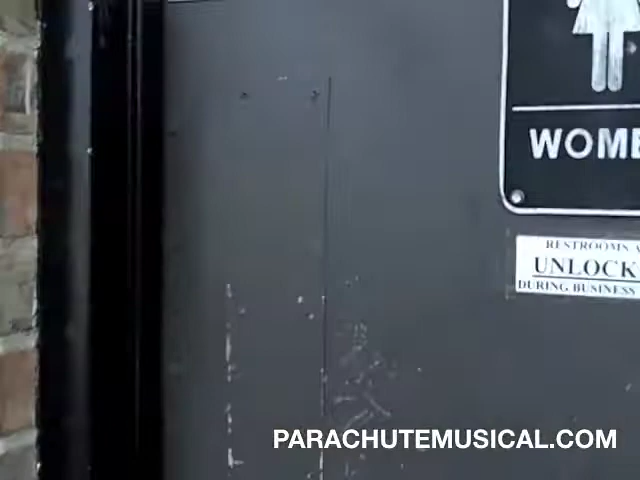 WOME
RESTROOMS
UNLOCK
DURING BUSINESS
PARACHUTEMUSICAL.COM